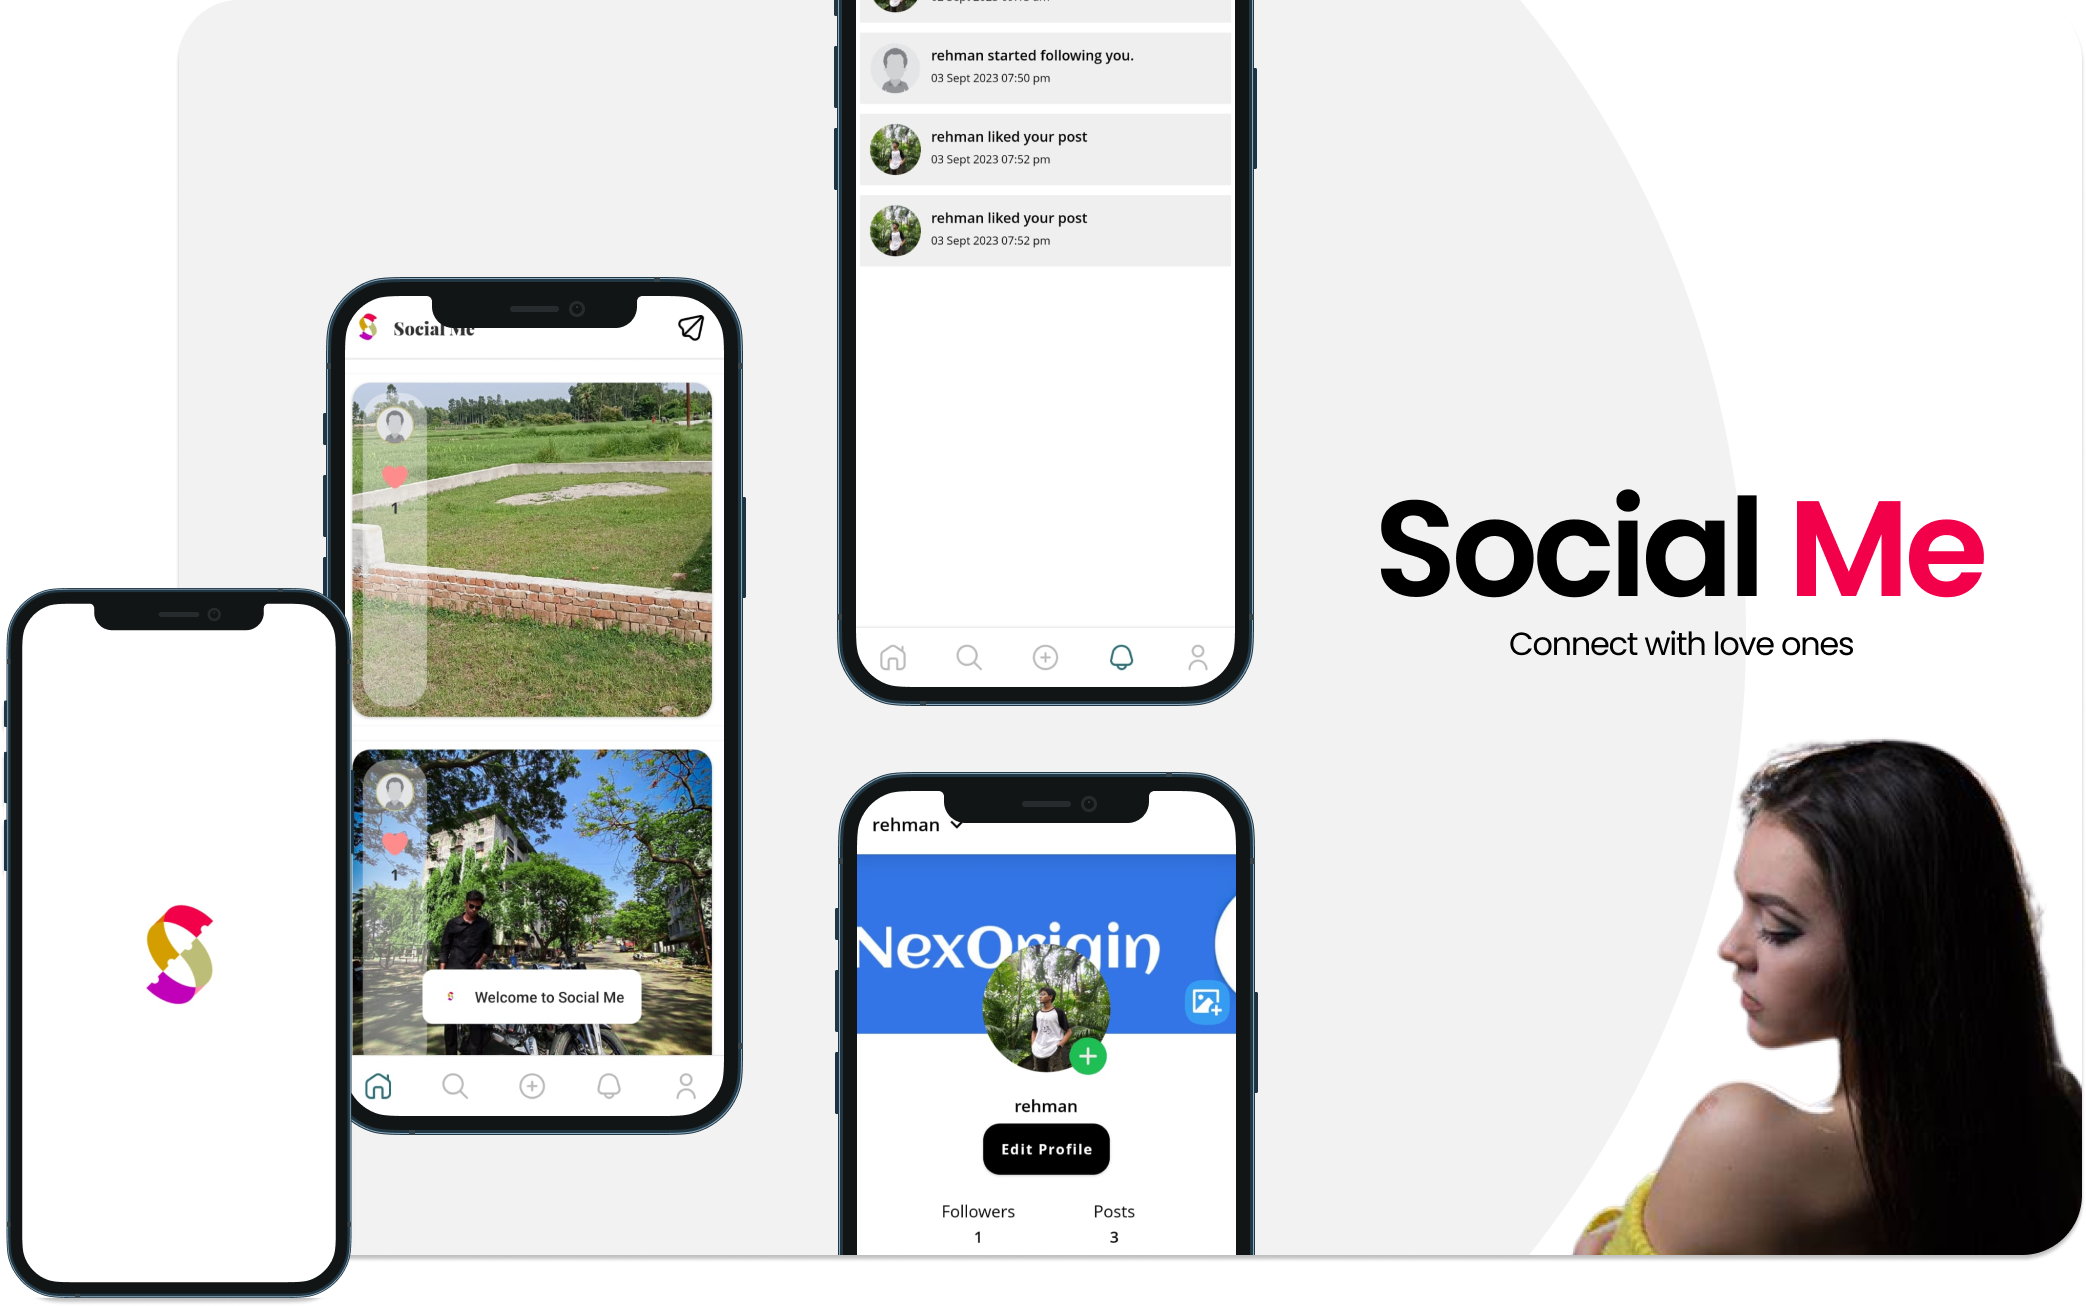 rehman started following you.
03 Sept 2023 07:50 pm
rehman liked your post
03 Sept 2023 07:52 pm
rehman liked your post
03 Sept 2023 07:52 pm
Social Me
1
1
Welcome to Social Me
Social Me
Connect with love ones
rehman
NexOrigin
rehman
Edit Profile
Followers
Posts
1
3